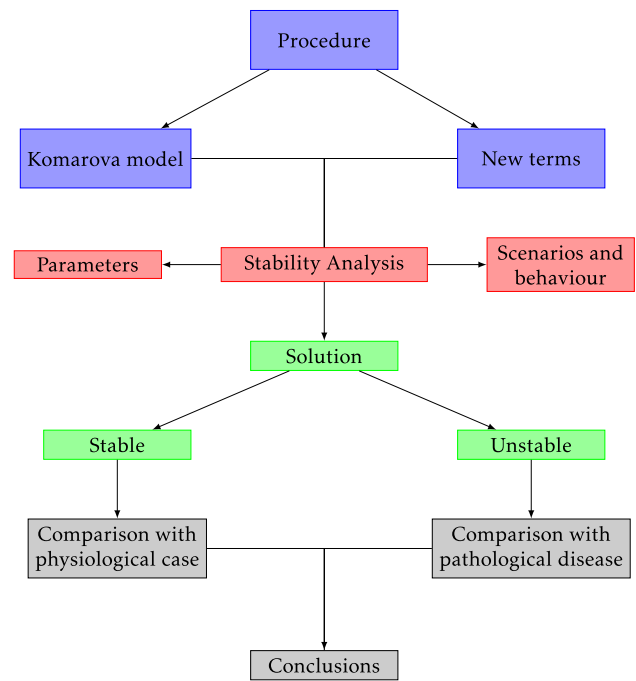 Procedure
Komarova model
New terms
Parameters
Stability Analysis
Scenarios and
behaviour
Solution
Stable
Unstable
Comparison with
physiological case
Comparison with
pathological disease
Conclusions